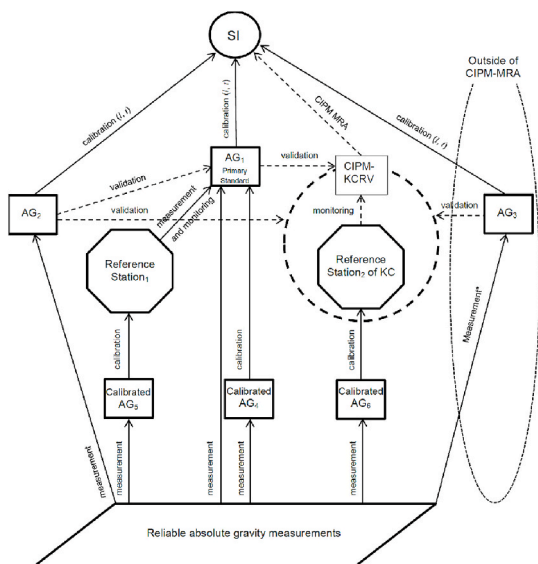 SI
Outside of
CIPM-MRA
calibration (l, t)
calibration (l, t)
CIPM MRA
calibration (l, t)
AG₁
Primary
Standard
validation
CIPM-
KCRV
validation
AG₂
validation
measurement
and monitoring
monitoring
validation
AG₃
Reference
Station₁
Reference
Station₂ of KC
Measurement*
calibration
calibration
calibration
Calibrated
AG₅
Calibrated
AG₄
Calibrated
AG₆
measurement
measurement
measurement
measurement
measurement
Reliable absolute gravity measurements